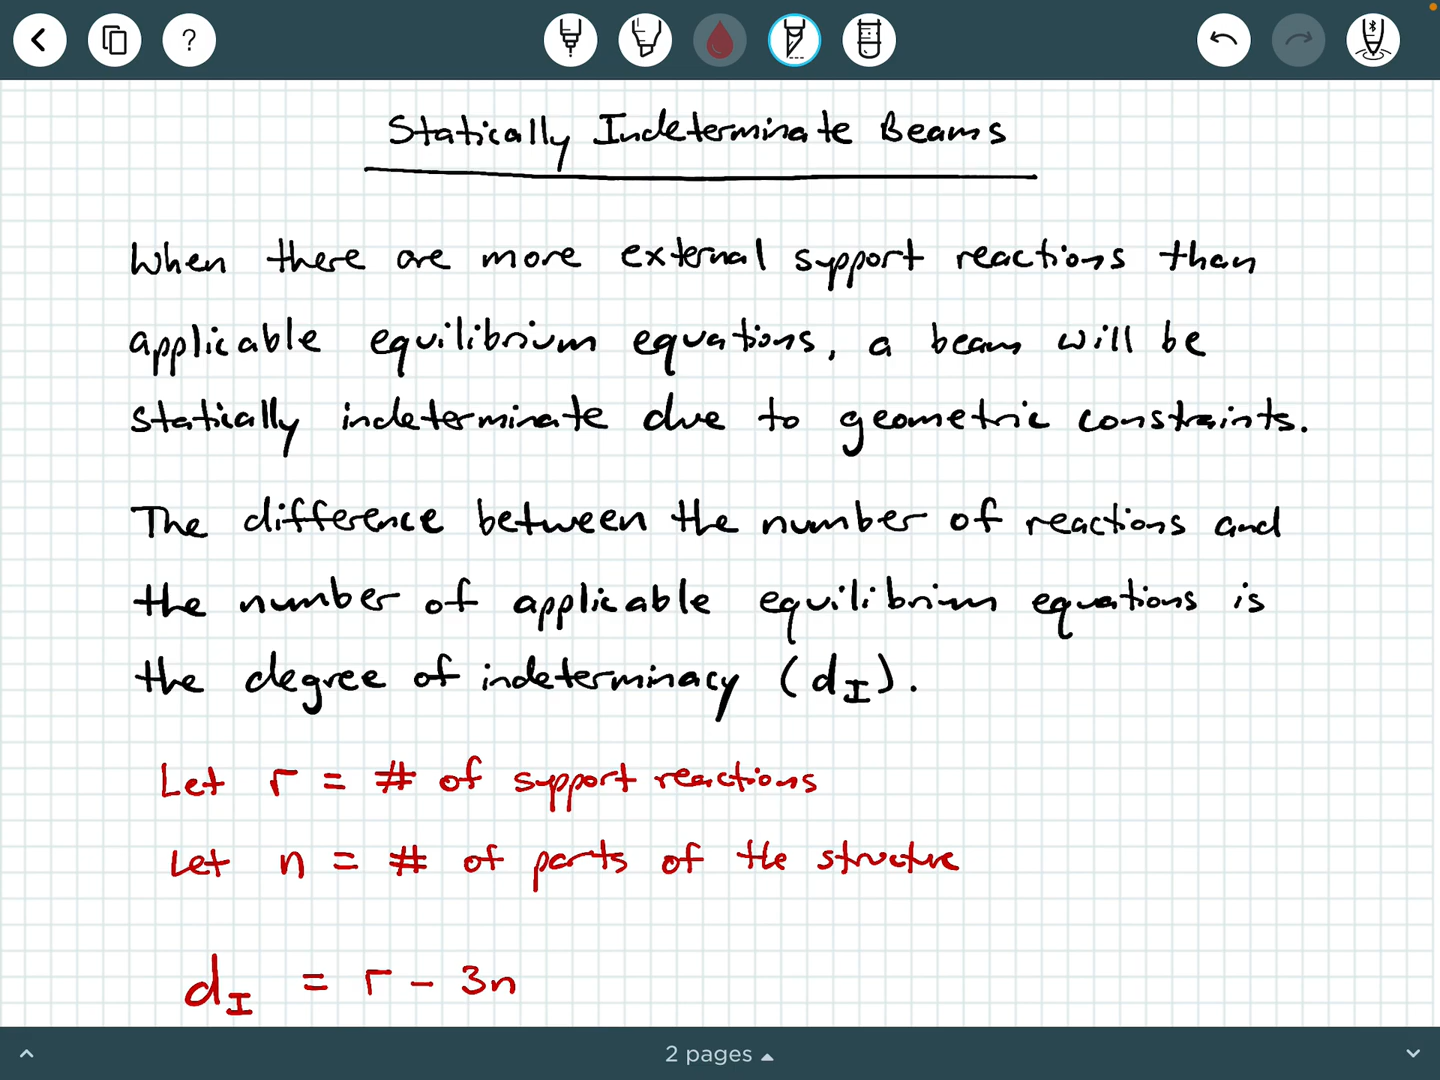 ?
Statically Indeterminate Beams
When there are more external support reactions than
applicable equilibrium equations, a beam will be
statically indeterminate due to geometric constraints.
The difference between the number of reactions and
the number of applicable equilibrium equations is
the degree of indeterminacy (d_I).
Let r = # of support reactions
Let n = # of parts of the structure
d_I = r - 3n
2 pages